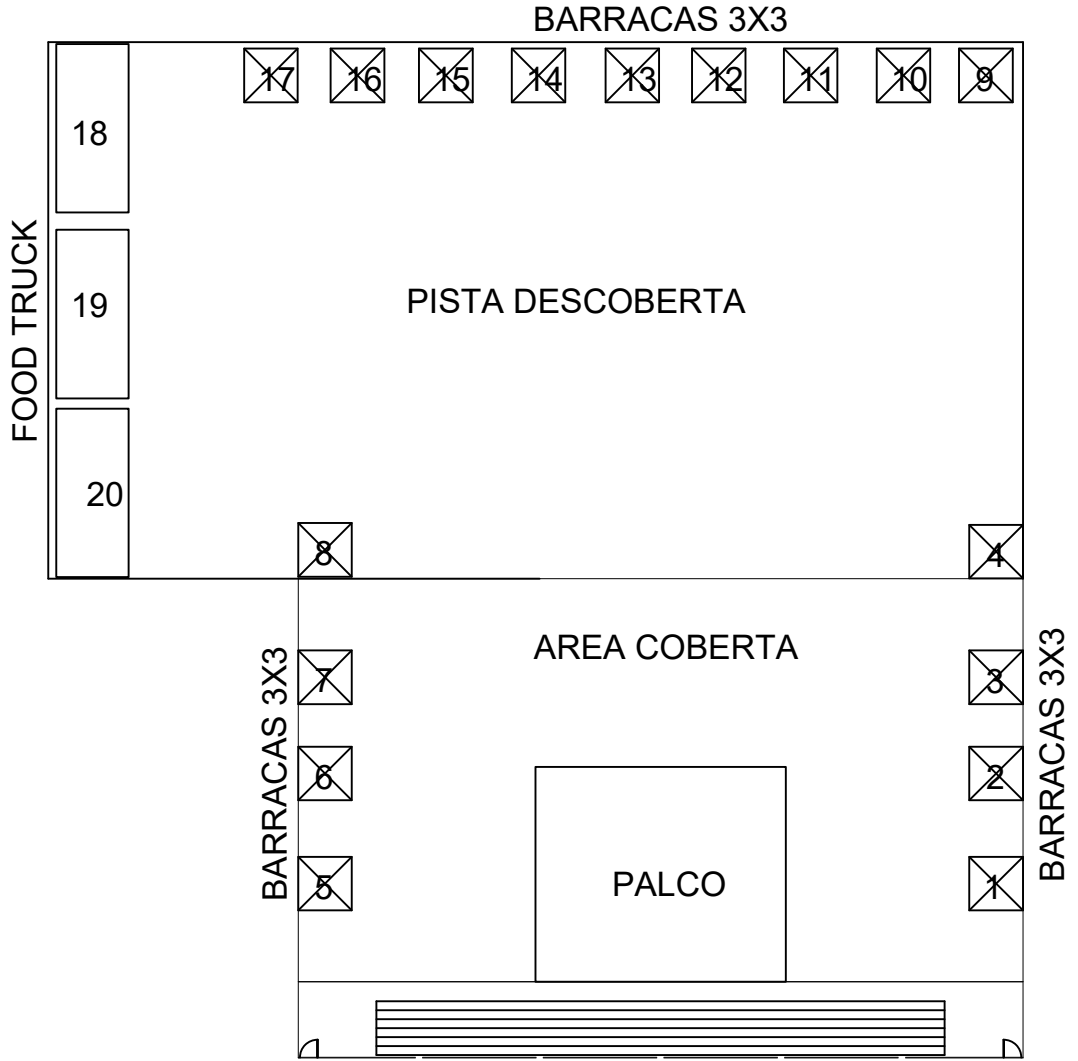 BARRACAS 3X3
17 16 15 14 13 12 11 10 9
18
FOOD TRUCK
19
PISTA DESCOBERTA
20
8 4
AREA COBERTA
BARRACAS 3X3
7 3
BARRACAS 3X3
6 2
5 PALCO 1